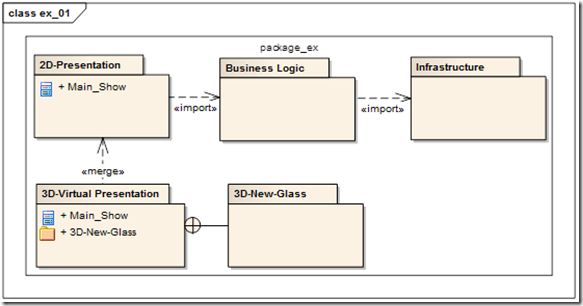 class ex_01
package_ex
2D-Presentation
+ Main_Show
Business Logic
Infrastructure
«import»
«import»
«merge»
3D-Virtual Presentation
+ Main_Show
+ 3D-New-Glass
3D-New-Glass